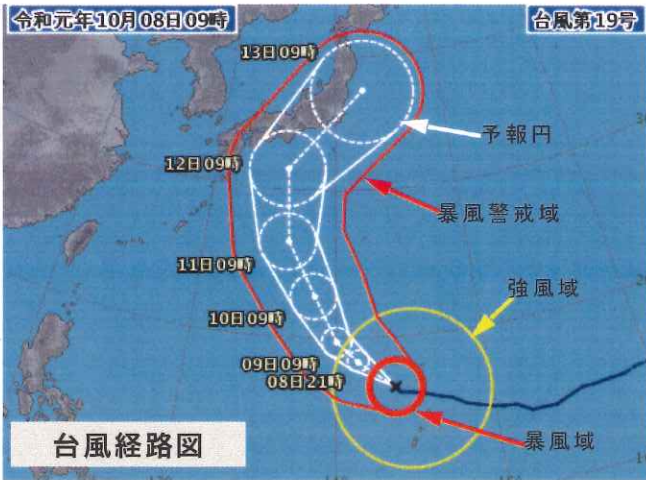 令和元年10月08日09時
台風第19号
13日09時
予報円
12日09時
暴風警戒域
11日09時
強風域
10日09時
09日09時
08日21時
暴風域
台風経路図